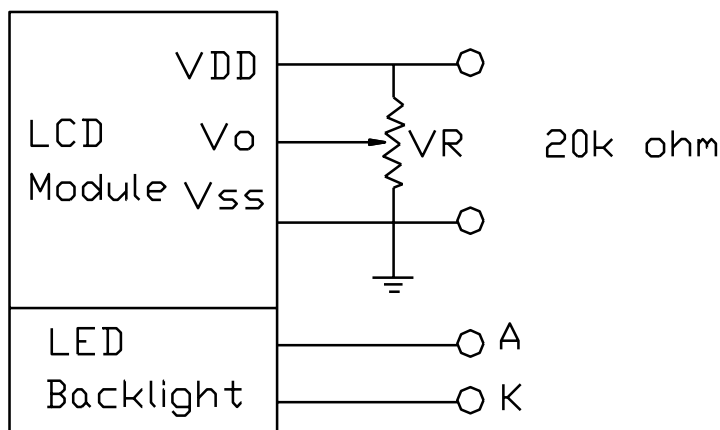 VDD
LCD Vo VR 20k ohm
Module Vss
LED A
Backlight K